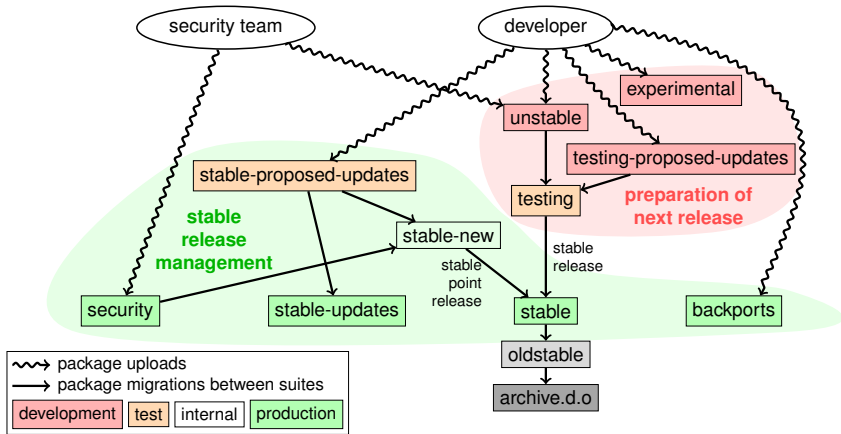 security team
developer
experimental
unstable
testing-proposed-updates
stable-proposed-updates
testing
preparation of
next release
stable
release
management
stable-new
stable
release
stable
point
release
security
stable-updates
stable
backports
oldstable
archive.d.o
package uploads
package migrations between suites
development
test
internal
production